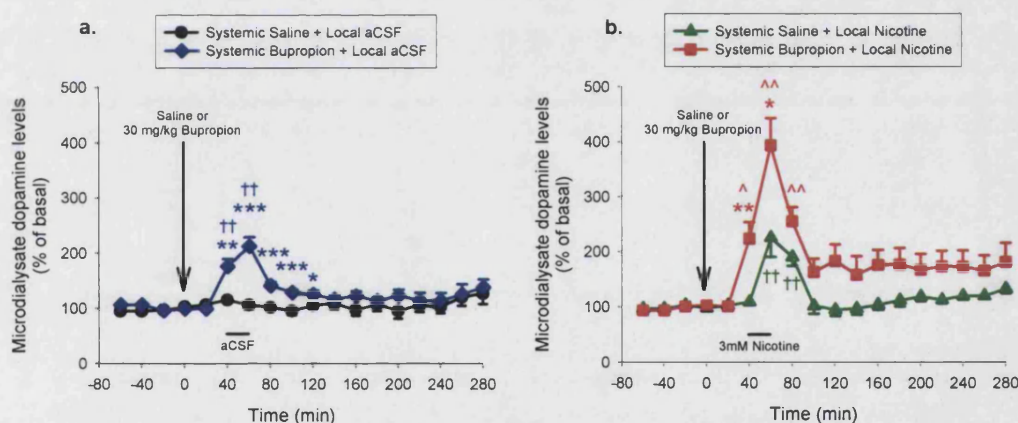 a.
Systemic Saline + Local aCSF
Systemic Bupropion + Local aCSF
Microdialysate dopamine levels
(% of basal)
500
400
300
200
100
0
Saline or
30 mg/kg Bupropion
††
**
††
***
***
***
*
aCSF
-80 -40 0 40 80 120 160 200 240 280
Time (min)
b.
Systemic Saline + Local Nicotine
Systemic Bupropion + Local Nicotine
Microdialysate dopamine levels
(% of basal)
500
400
300
200
100
0
Saline or
30 mg/kg Bupropion
^
**
^^
*
^^
††
††
3mM Nicotine
-80 -40 0 40 80 120 160 200 240 280
Time (min)